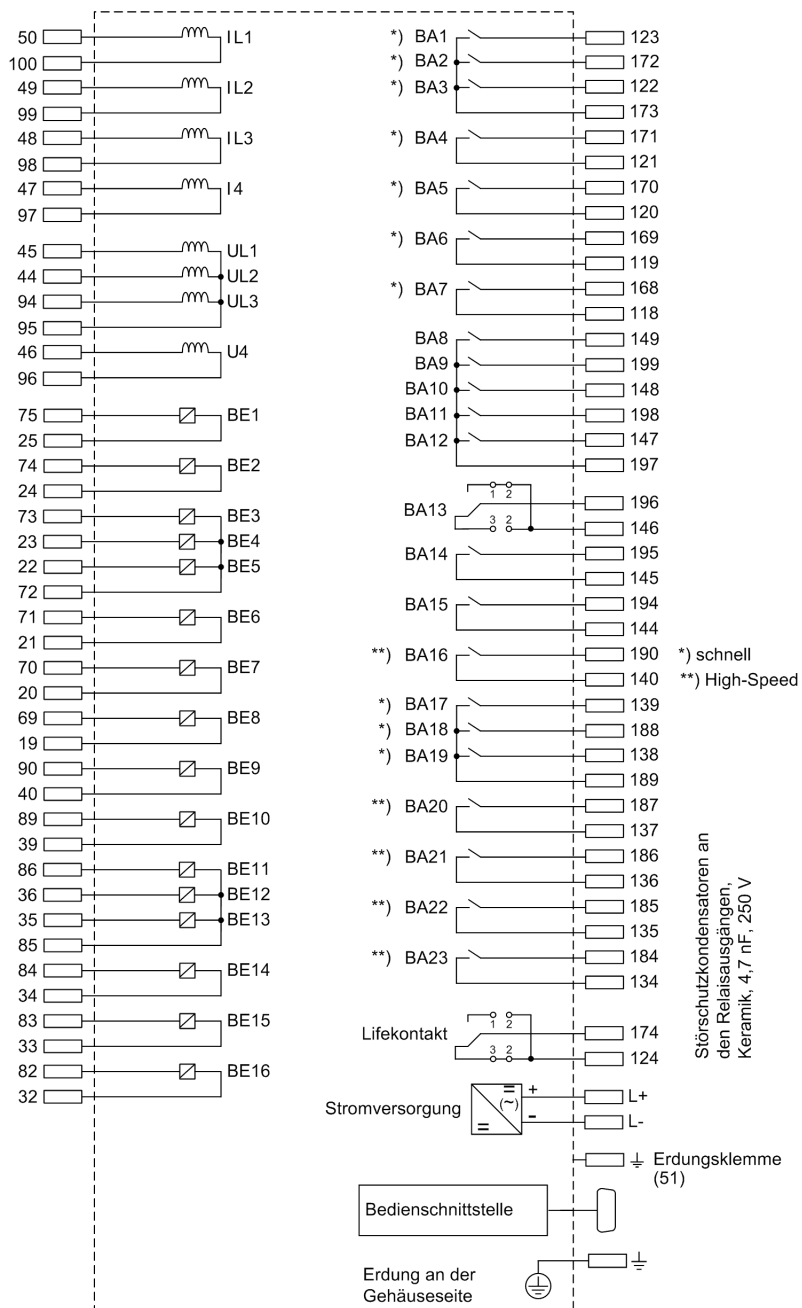 50 IL1 *) BA1 123
100 *) BA2 172
49 IL2 *) BA3 122
99 173
48 IL3 *) BA4 171
98 121
47 I4 *) BA5 170
97 120
*) BA6 169
45 UL1
44 UL2 119
94 UL3 *) BA7 168
95 118
46 U4 BA8 149
96 BA9 199
BA10 148
75 BE1 BA11 198
25 BA12 147
74 BE2 197
24
73 BE3 BA13 1 2 196
23 BE4 3 2 146
22 BE5 BA14 195
72 145
71 BE6 BA15 194
21 144
70 BE7 **) BA16 190 *) schnell
20 140 **) High-Speed
69 BE8 *) BA17 139
19 *) BA18 188
90 BE9 *) BA19 138
40 189
89 BE10 **) BA20 187
39 137
86 BE11 **) BA21 186
36 BE12 136
35 BE13 **) BA22 185
85 135
84 BE14 **) BA23 184
34 134
83 BE15 Lifekontakt 1 2 174
33 3 2 124
82 BE16
32
Störschutzkondensatoren an
den Relaisausgängen,
Keramik, 4,7 nF, 250 V
Stromversorgung = (~) = + L+
- L-
Erdungsklemme
(51)
Bedienschnittstelle
Erdung an der
Gehäuseseite